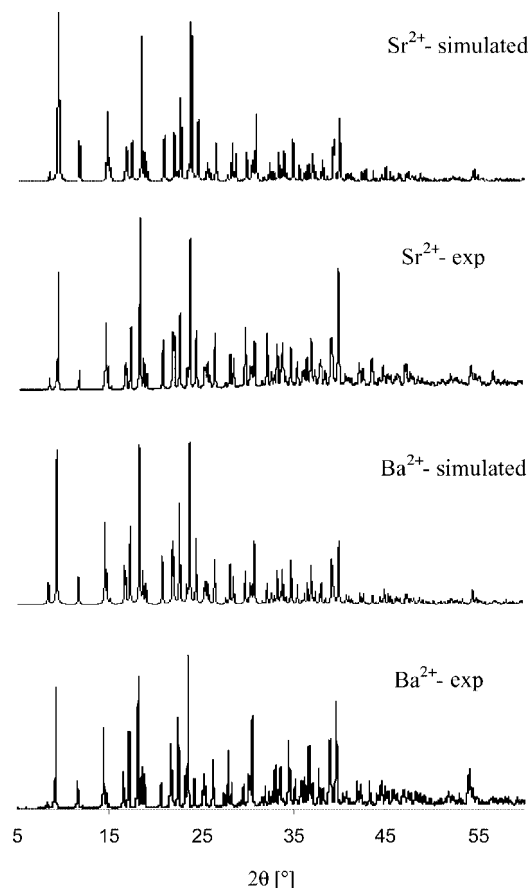 Sr²⁺- simulated
Sr²⁺- exp
Ba²⁺- simulated
Ba²⁺- exp
5 15 25 35 45 55
2θ [°]